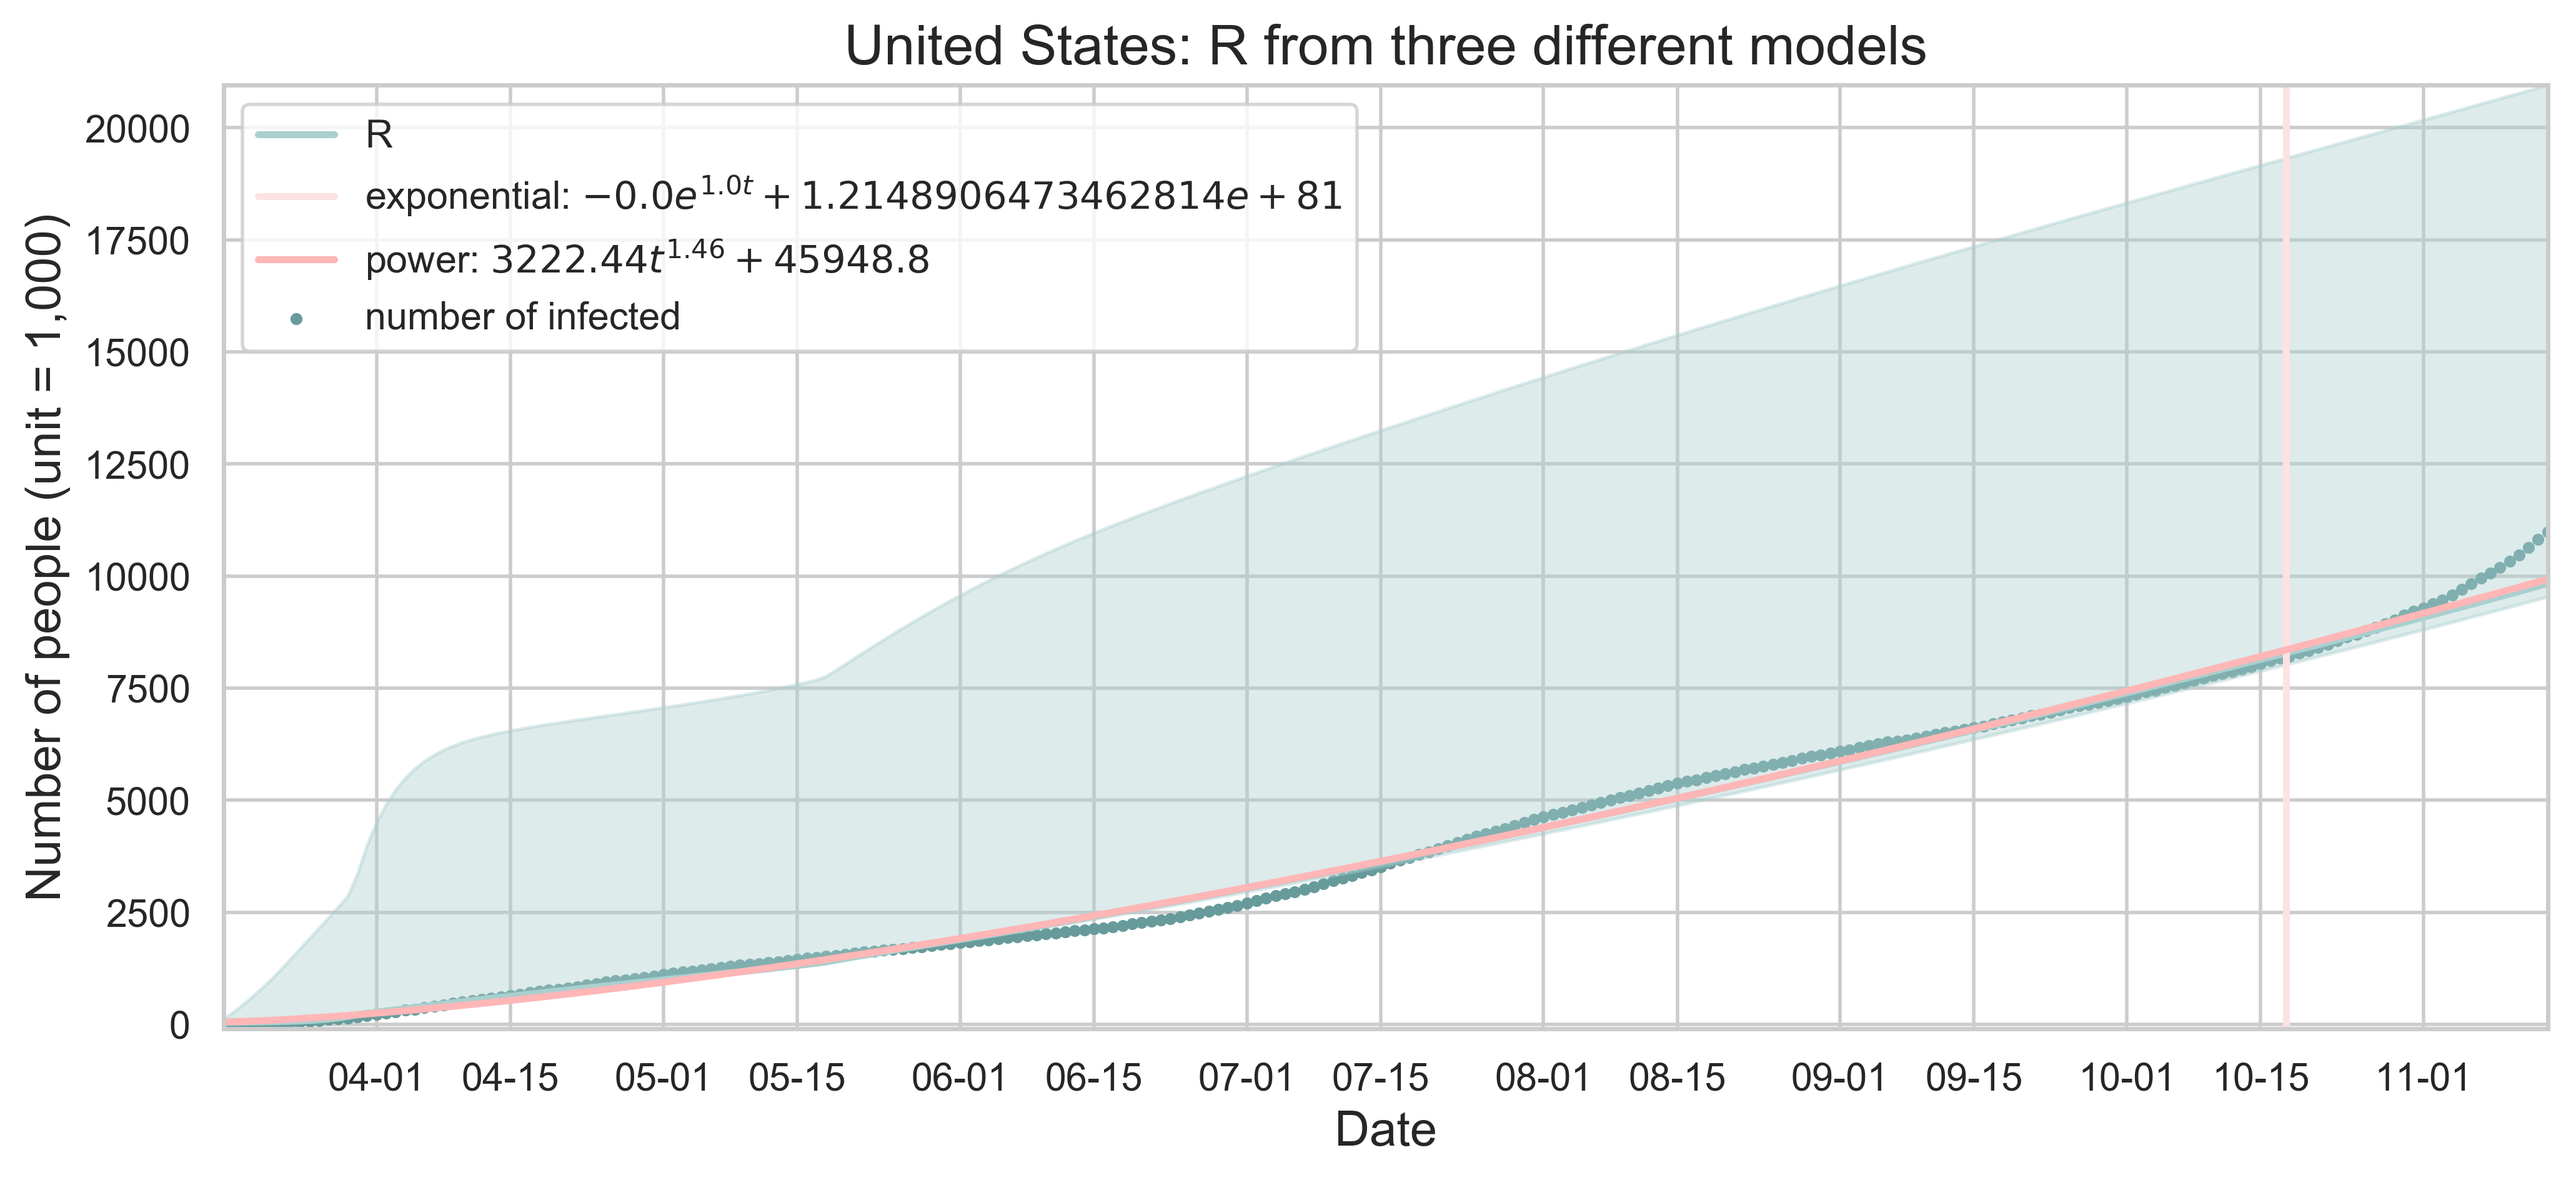 United States: R from three different models
R
exponential: −0.0e^{1.0t} + 1.2148906473462814e + 81
power: 3222.44t^{1.46} + 45948.8
number of infected
Number of people (unit = 1,000)
20000
17500
15000
12500
10000
7500
5000
2500
0
04-01 04-15 05-01 05-15 06-01 06-15 07-01 07-15 08-01 08-15 09-01 09-15 10-01 10-15 11-01
Date